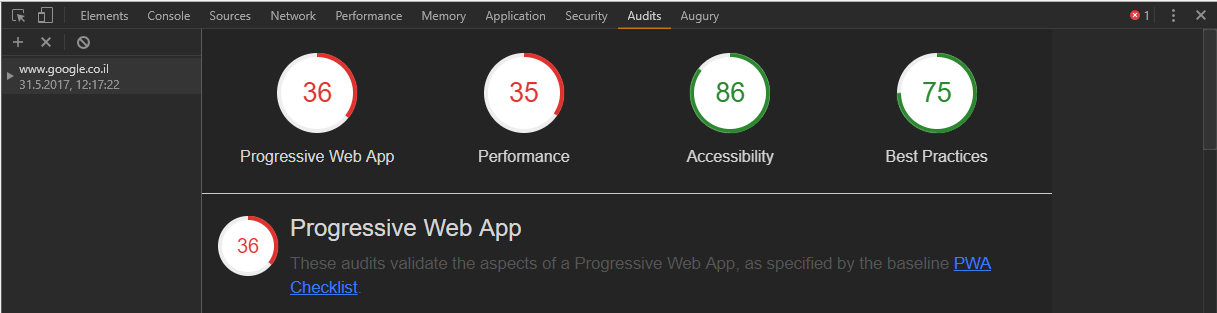 Elements Console Sources Network Performance Memory Application Security Audits Augury 1
www.google.co.il
31.5.2017, 12:17:22
36 35 86 75
Progressive Web App Performance Accessibility Best Practices
36 Progressive Web App
These audits validate the aspects of a Progressive Web App, as specified by the baseline PWA
Checklist.